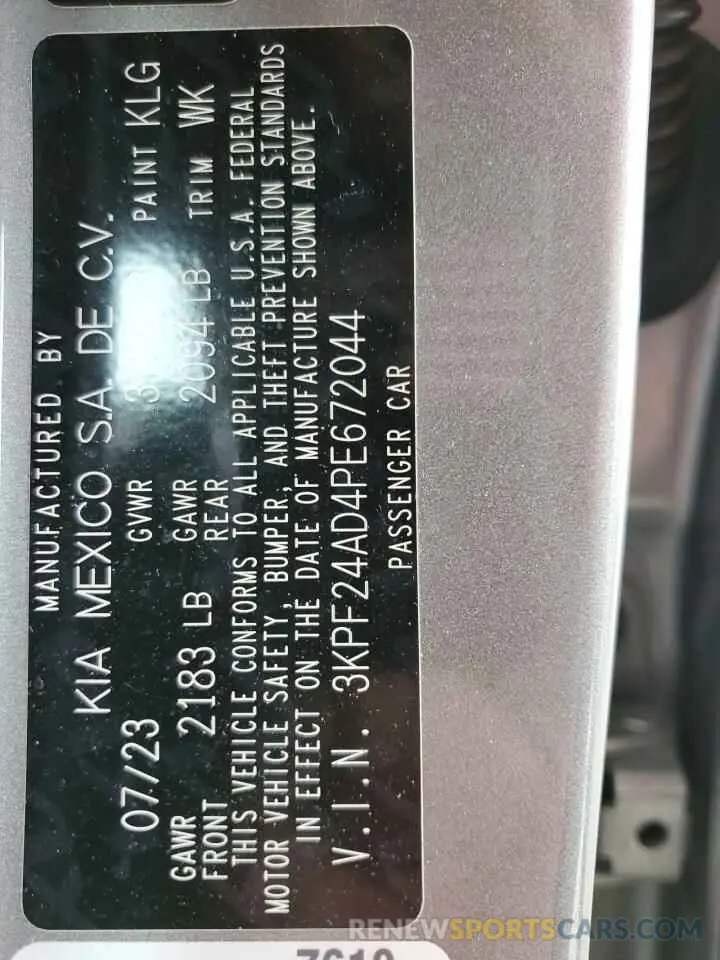 MANUFACTURED BY
KIA MEXICO S.A. DE C.V.
07/23 GVWR 3 PAINT KLG
GAWR FRONT 2183 LB GAWR REAR 2094 LB TRIM WK
THIS VEHICLE CONFORMS TO ALL APPLICABLE U.S.A. FEDERAL
MOTOR VEHICLE SAFETY, BUMPER, AND THEFT PREVENTION STANDARDS
IN EFFECT ON THE DATE OF MANUFACTURE SHOWN ABOVE.
V.I.N. 3KPF24AD4PE672044
PASSENGER CAR
RENEWSPORTSCARS.COM